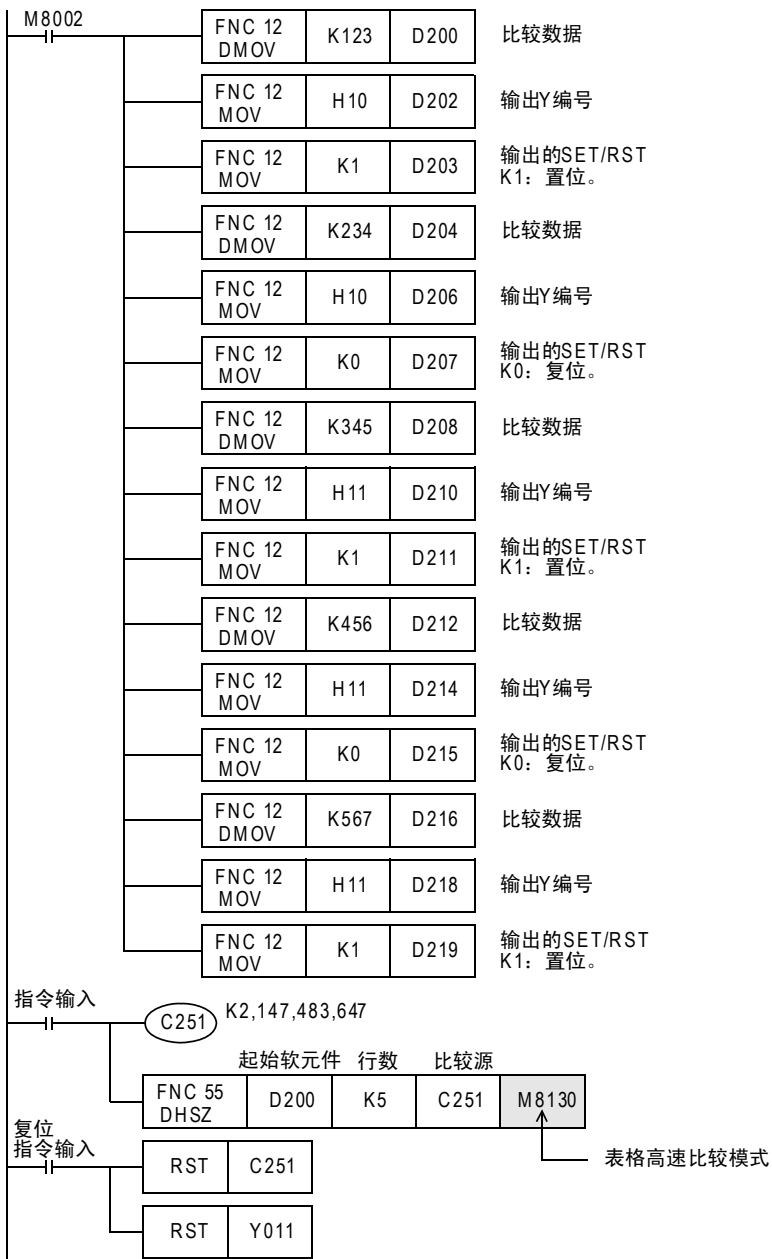 M8002
FNC 12 DMOV K123 D200 比较数据
FNC 12 MOV H10 D202 输出Y编号
FNC 12 MOV K1 D203 输出的SET/RST K1：置位。
FNC 12 DMOV K234 D204 比较数据
FNC 12 MOV H10 D206 输出Y编号
FNC 12 MOV K0 D207 输出的SET/RST K0：复位。
FNC 12 DMOV K345 D208 比较数据
FNC 12 MOV H11 D210 输出Y编号
FNC 12 MOV K1 D211 输出的SET/RST K1：置位。
FNC 12 DMOV K456 D212 比较数据
FNC 12 MOV H11 D214 输出Y编号
FNC 12 MOV K0 D215 输出的SET/RST K0：复位。
FNC 12 DMOV K567 D216 比较数据
FNC 12 MOV H11 D218 输出Y编号
FNC 12 MOV K1 D219 输出的SET/RST K1：置位。
指令输入
C251 K2,147,483,647
起始软元件 行数 比较源
FNC 55 DHSZ D200 K5 C251 M8130
复位
指令输入
表格高速比较模式
RST C251
RST Y011